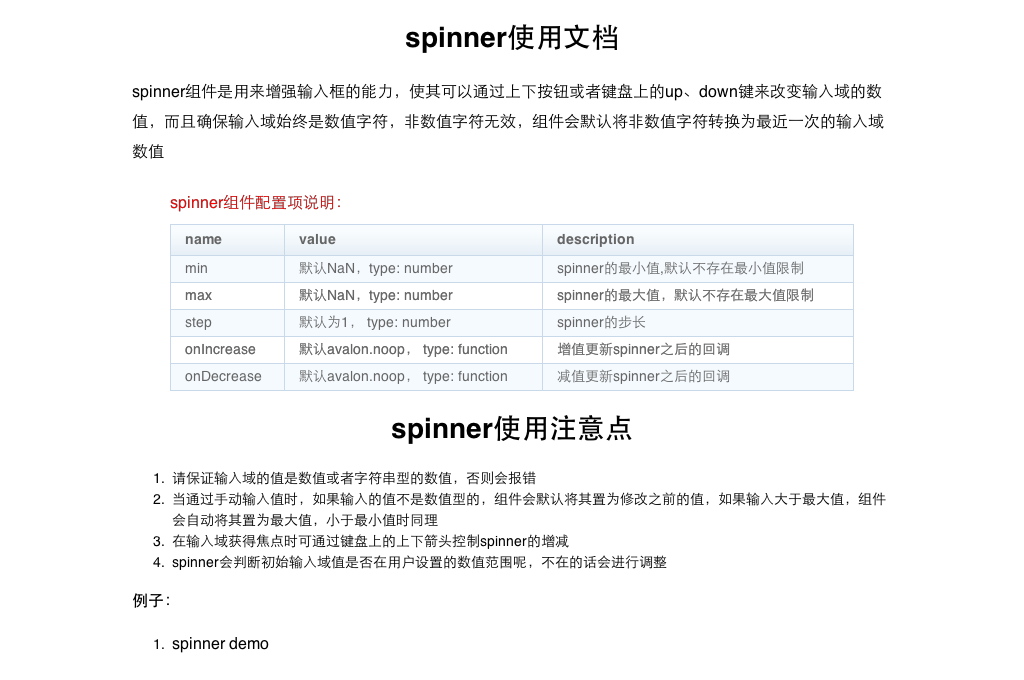 spinner使用文档
spinner组件是用来增强输入框的能力，使其可以通过上下按钮或者键盘上的up、down键来改变输入域的数
值，而且确保输入域始终是数值字符，非数值字符无效，组件会默认将非数值字符转换为最近一次的输入域
数值
spinner组件配置项说明：
name value description
min 默认NaN，type: number spinner的最小值,默认不存在最小值限制
max 默认NaN，type: number spinner的最大值，默认不存在最大值限制
step 默认为1， type: number spinner的步长
onIncrease 默认avalon.noop， type: function 增值更新spinner之后的回调
onDecrease 默认avalon.noop， type: function 减值更新spinner之后的回调
spinner使用注意点
1. 请保证输入域的值是数值或者字符串型的数值，否则会报错
2. 当通过手动输入值时，如果输入的值不是数值型的，组件会默认将其置为修改之前的值，如果输入大于最大值，组件
会自动将其置为最大值，小于最小值时同理
3. 在输入域获得焦点时可通过键盘上的上下箭头控制spinner的增减
4. spinner会判断初始输入域值是否在用户设置的数值范围呢，不在的话会进行调整
例子：
1. spinner demo